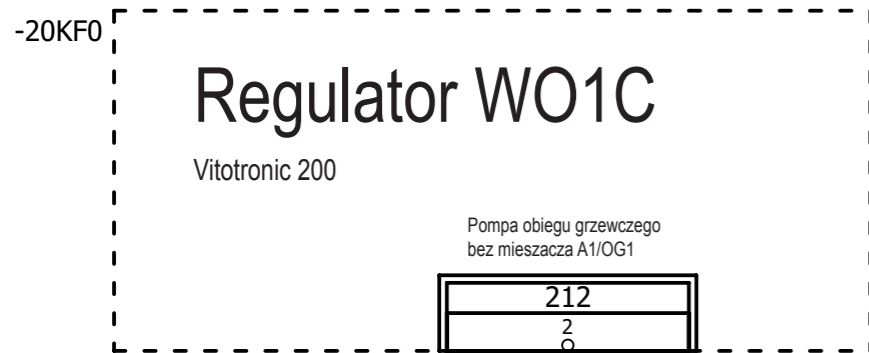 -20KF0
Regulator WO1C
Vitotronic 200
Pompa obiegu grzewczego
bez mieszacza A1/OG1
212
2